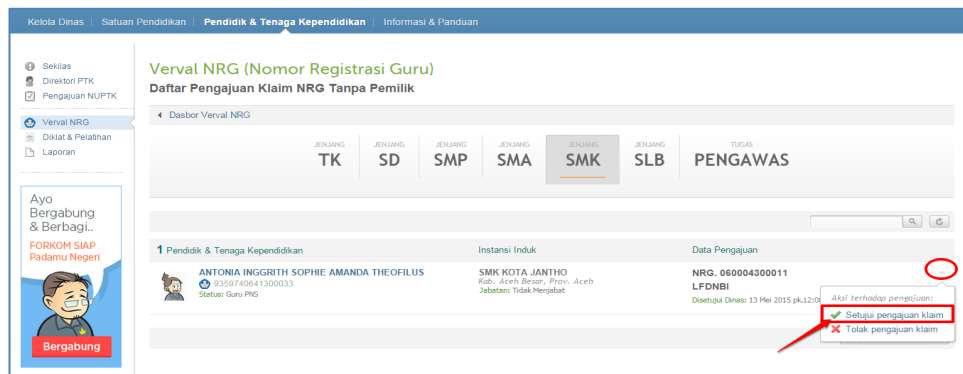 Kelola Dinas | Satuan Pendidikan | Pendidik & Tenaga Kependidikan | Informasi & Panduan
Sekilas
Direktori PTK
Pengajuan NUPTK
Verval NRG
Diklat & Pelatihan
Laporan
Ayo
Bergabung
& Berbagi..
FORKOM SIAP
Padamu Negeri
Bergabung
Verval NRG (Nomor Registrasi Guru)
Daftar Pengajuan Klaim NRG Tanpa Pemilik
Dasbor Verval NRG
JENJANG JENJANG JENJANG JENJANG JENJANG JENJANG TUGAS
TK SD SMP SMA SMK SLB PENGAWAS
1 Pendidik & Tenaga Kependidikan Instansi Induk Data Pengajuan
ANTONIA INGGRITH SOPHIE AMANDA THEOFILUS SMK KOTA JANTHO NRG. 060004300011
9359740641300033 Kab. Aceh Besar, Prov. Aceh LFDNBI
Status: Guru PNS Jabatan: Tidak Menjabat Disetujui Dinas: 13 Mei 2015 pk.12:0
Aksi terhadap pengajuan:
Setujui pengajuan klaim
Tolak pengajuan klaim